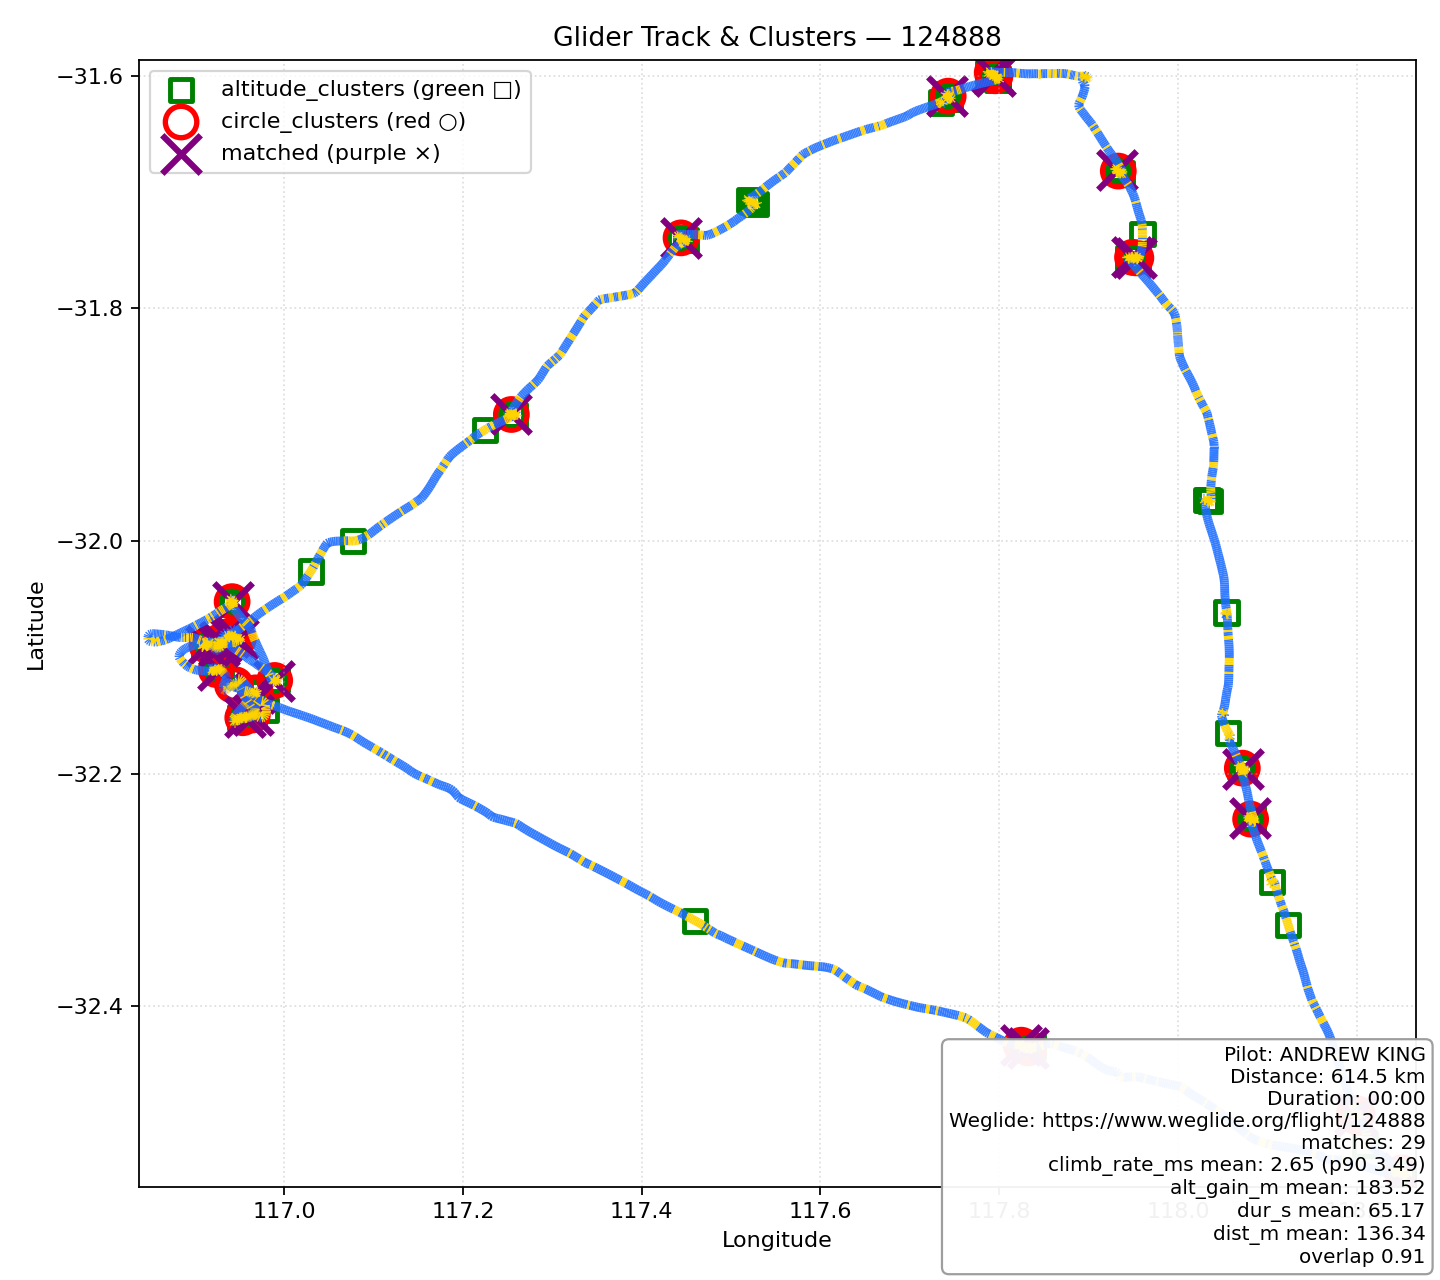 Glider Track & Clusters — 124888
altitude_clusters (green □)
circle_clusters (red ○)
matched (purple ×)
−31.6
−31.8
−32.0
−32.2
−32.4
Latitude
117.0
117.2
117.4
117.6
117.8
118.0
Longitude
Pilot: ANDREW KING
Distance: 614.5 km
Duration: 00:00
Weglide: https://www.weglide.org/flight/124888
matches: 29
climb_rate_ms mean: 2.65 (p90 3.49)
alt_gain_m mean: 183.52
dur_s mean: 65.17
dist_m mean: 136.34
overlap 0.91